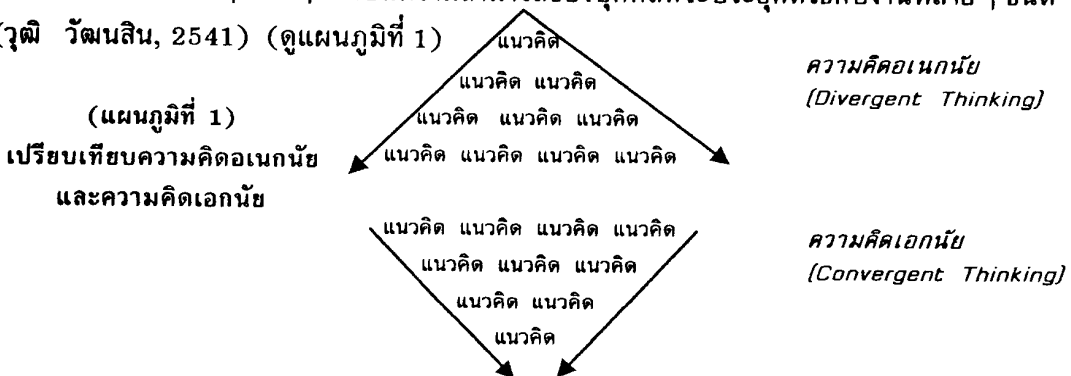 (วุฒิ วัฒนสิน, 2541) (ดูแผนภูมิที่ 1)
แนวคิด
แนวคิด แนวคิด
แนวคิด แนวคิด แนวคิด
แนวคิด แนวคิด แนวคิด แนวคิด
ความคิดอเนกนัย
(Divergent Thinking)
(แผนภูมิที่ 1)
เปรียบเทียบความคิดอเนกนัย
และความคิดเอกนัย
แนวคิด แนวคิด แนวคิด แนวคิด
แนวคิด แนวคิด แนวคิด
แนวคิด แนวคิด
แนวคิด
ความคิดเอกนัย
(Convergent Thinking)